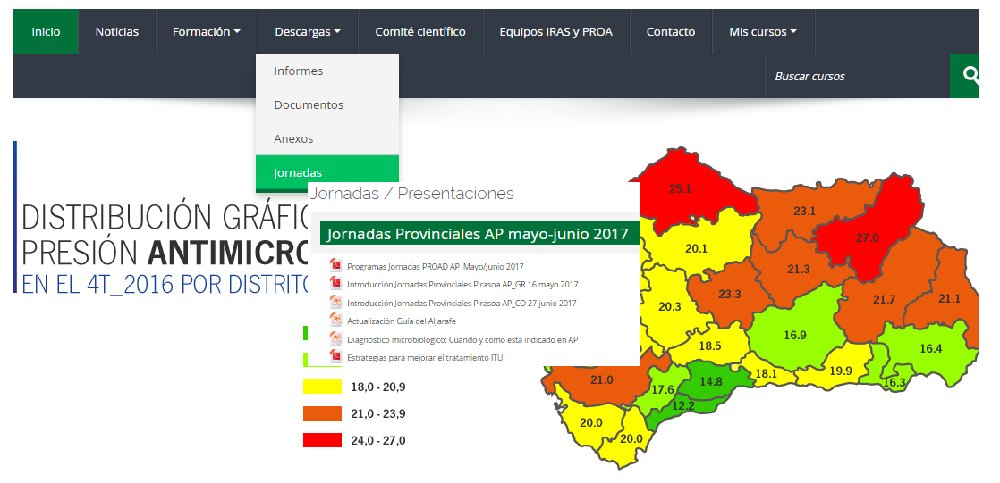 Inicio
Noticias
Formación
Descargas
Comité científico
Equipos IRAS y PROA
Contacto
Mis cursos
Buscar cursos
Informes
Documentos
Anexos
Jornadas
DISTRIBUCIÓN GRÁFIC
PRESIÓN ANTIMICRO
EN EL 4T_2016 POR DISTRITO
Jornadas / Presentaciones
Jornadas Provinciales AP mayo-junio 2017
Programas Jornadas PROAD AP_Mayo/Junio 2017
Introducción Jornadas Provinciales Pirasoa AP_GR 16 mayo 2017
Introducción Jornadas Provinciales Pirasoa AP_CO 27 junio 2017
Actualización Guía del Aljarafe
Diagnóstico microbiológico: Cuándo y cómo está indicado en AP
Estrategias para mejorar el tratamiento ITU
18,0 - 20,9
21,0 - 23,9
24,0 - 27,0
25.1
23.1
27.0
20.1
21.3
23.3
20.3
21.7
21.1
18.5
16.9
16.4
21.0
17.6
14.8
18.1
19.9
16.3
12.2
20.0
20.0